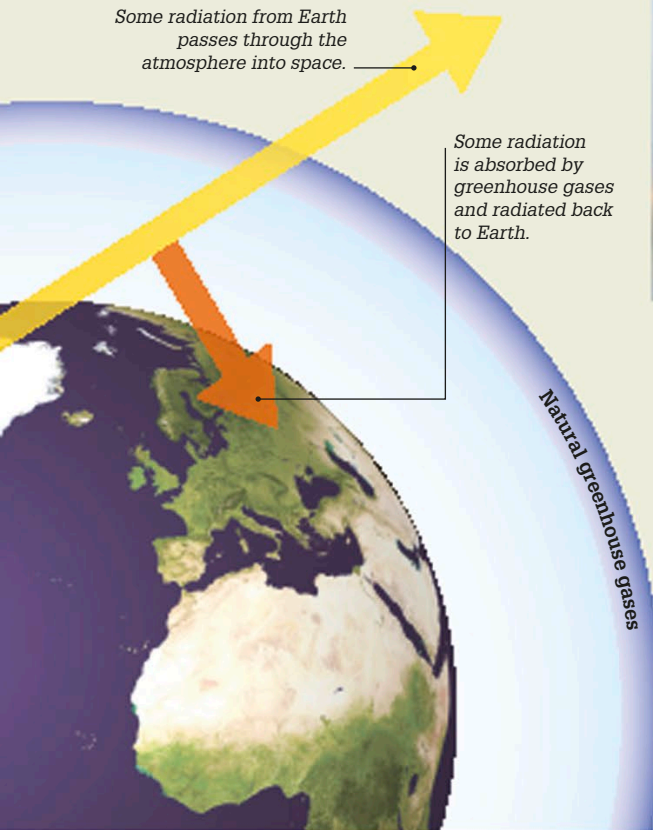 Some radiation from Earth
passes through the
atmosphere into space.
Some radiation
is absorbed by
greenhouse gases
and radiated back
to Earth.
Natural greenhouse gases